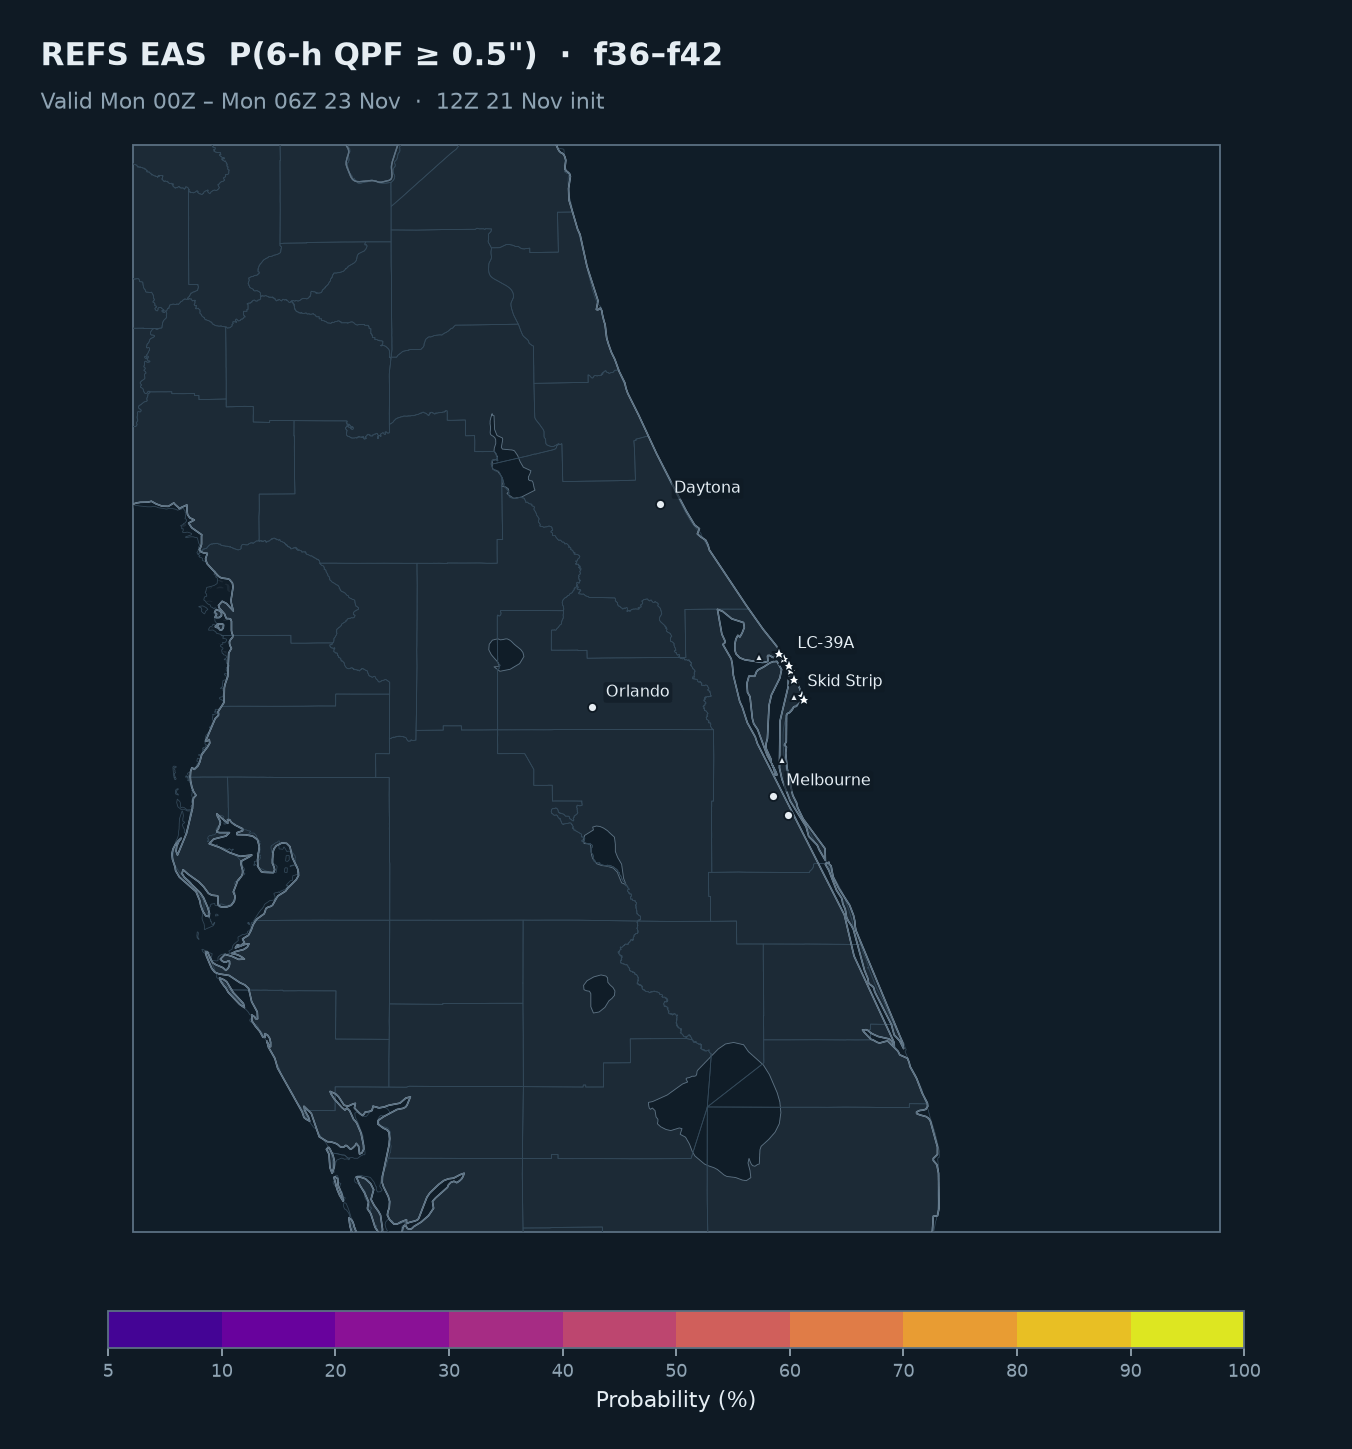 REFS EAS  P(6-h QPF ≥ 0.5")  ·  f36–f42
Valid Mon 00Z – Mon 06Z 23 Nov  ·  12Z 21 Nov init
Daytona
LC-39A
Skid Strip
Orlando
Melbourne
5 10 20 30 40 50 60 70 80 90 100
Probability (%)